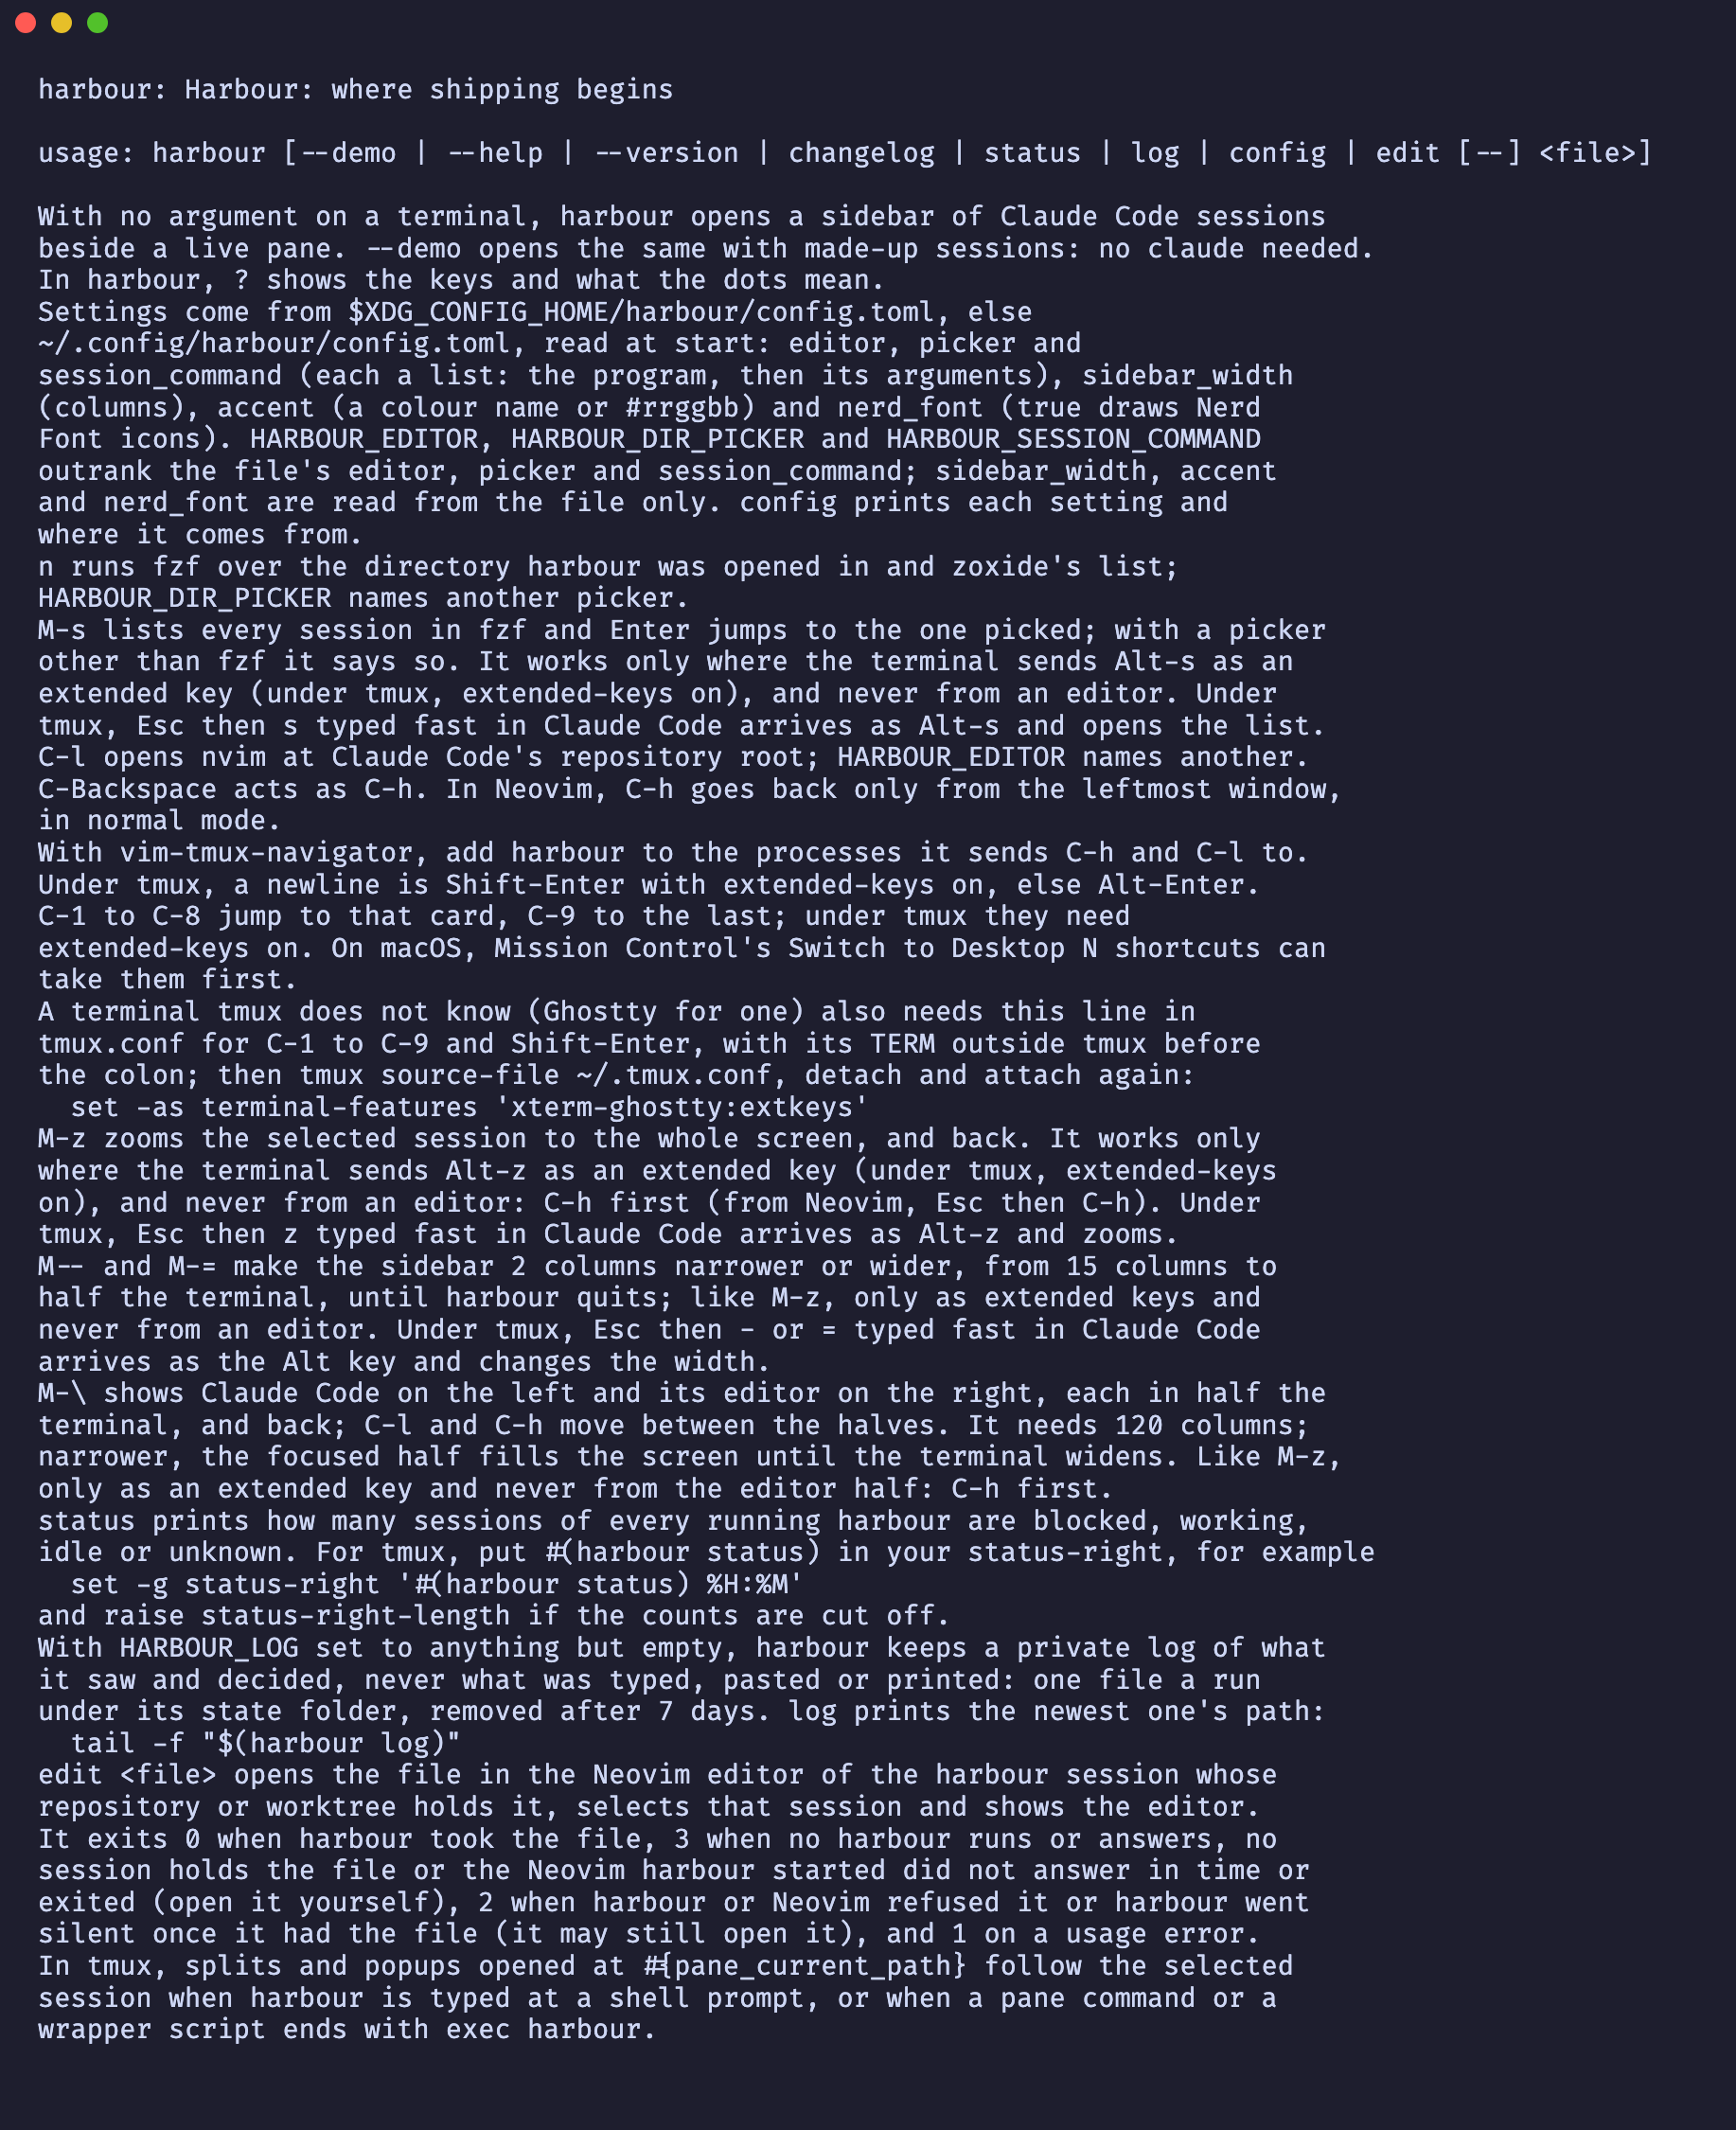 harbour: Harbour: where shipping begins

usage: harbour [--demo | --help | --version | changelog | status | log | config | edit [--] <file>]

With no argument on a terminal, harbour opens a sidebar of Claude Code sessions
beside a live pane. --demo opens the same with made-up sessions: no claude needed.
In harbour, ? shows the keys and what the dots mean.
Settings come from $XDG_CONFIG_HOME/harbour/config.toml, else
~/.config/harbour/config.toml, read at start: editor, picker and
session_command (each a list: the program, then its arguments), sidebar_width
(columns), accent (a colour name or #rrggbb) and nerd_font (true draws Nerd
Font icons). HARBOUR_EDITOR, HARBOUR_DIR_PICKER and HARBOUR_SESSION_COMMAND
outrank the file's editor, picker and session_command; sidebar_width, accent
and nerd_font are read from the file only. config prints each setting and
where it comes from.
n runs fzf over the directory harbour was opened in and zoxide's list;
HARBOUR_DIR_PICKER names another picker.
M-s lists every session in fzf and Enter jumps to the one picked; with a picker
other than fzf it says so. It works only where the terminal sends Alt-s as an
extended key (under tmux, extended-keys on), and never from an editor. Under
tmux, Esc then s typed fast in Claude Code arrives as Alt-s and opens the list.
C-l opens nvim at Claude Code's repository root; HARBOUR_EDITOR names another.
C-Backspace acts as C-h. In Neovim, C-h goes back only from the leftmost window,
in normal mode.
With vim-tmux-navigator, add harbour to the processes it sends C-h and C-l to.
Under tmux, a newline is Shift-Enter with extended-keys on, else Alt-Enter.
C-1 to C-8 jump to that card, C-9 to the last; under tmux they need
extended-keys on. On macOS, Mission Control's Switch to Desktop N shortcuts can
take them first.
A terminal tmux does not know (Ghostty for one) also needs this line in
tmux.conf for C-1 to C-9 and Shift-Enter, with its TERM outside tmux before
the colon; then tmux source-file ~/.tmux.conf, detach and attach again:
  set -as terminal-features 'xterm-ghostty:extkeys'
M-z zooms the selected session to the whole screen, and back. It works only
where the terminal sends Alt-z as an extended key (under tmux, extended-keys
on), and never from an editor: C-h first (from Neovim, Esc then C-h). Under
tmux, Esc then z typed fast in Claude Code arrives as Alt-z and zooms.
M-- and M-= make the sidebar 2 columns narrower or wider, from 15 columns to
half the terminal, until harbour quits; like M-z, only as extended keys and
never from an editor. Under tmux, Esc then - or = typed fast in Claude Code
arrives as the Alt key and changes the width.
M-\ shows Claude Code on the left and its editor on the right, each in half the
terminal, and back; C-l and C-h move between the halves. It needs 120 columns;
narrower, the focused half fills the screen until the terminal widens. Like M-z,
only as an extended key and never from the editor half: C-h first.
status prints how many sessions of every running harbour are blocked, working,
idle or unknown. For tmux, put #(harbour status) in your status-right, for example
  set -g status-right '#(harbour status) %H:%M'
and raise status-right-length if the counts are cut off.
With HARBOUR_LOG set to anything but empty, harbour keeps a private log of what
it saw and decided, never what was typed, pasted or printed: one file a run
under its state folder, removed after 7 days. log prints the newest one's path:
  tail -f "$(harbour log)"
edit <file> opens the file in the Neovim editor of the harbour session whose
repository or worktree holds it, selects that session and shows the editor.
It exits 0 when harbour took the file, 3 when no harbour runs or answers, no
session holds the file or the Neovim harbour started did not answer in time or
exited (open it yourself), 2 when harbour or Neovim refused it or harbour went
silent once it had the file (it may still open it), and 1 on a usage error.
In tmux, splits and popups opened at #{pane_current_path} follow the selected
session when harbour is typed at a shell prompt, or when a pane command or a
wrapper script ends with exec harbour.